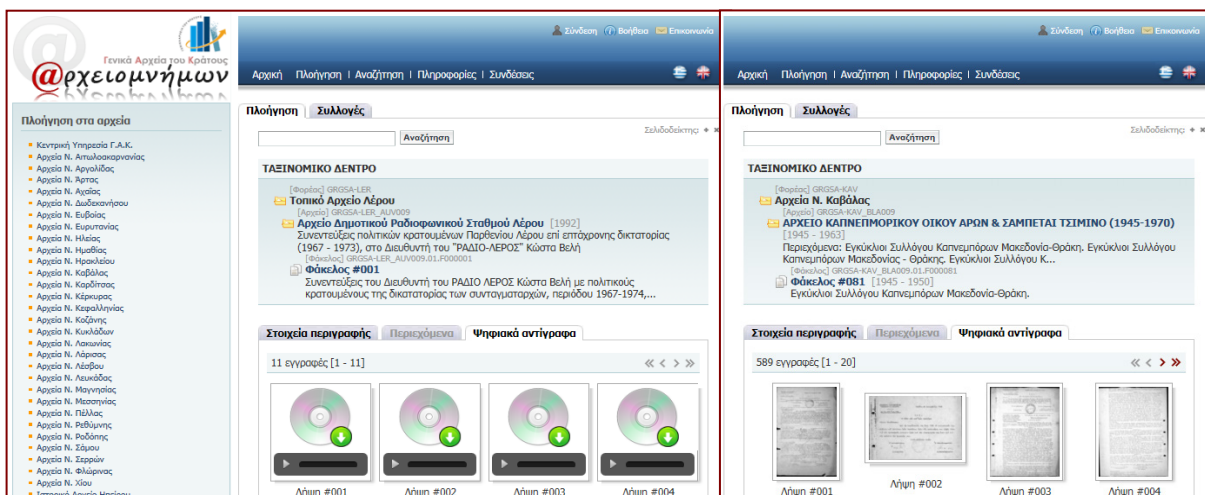 Γενικά Αρχεία του Κράτους
@ρχειομνήμων
Πλοήγηση στα αρχεία
Κεντρική Υπηρεσία Γ.Α.Κ.
Αρχεία Ν. Αιτωλοακαρνανίας
Αρχεία Ν. Αργολίδας
Αρχεία Ν. Άρτας
Αρχεία Ν. Αχαΐας
Αρχεία Ν. Δωδεκανήσου
Αρχεία Ν. Ευβοίας
Αρχεία Ν. Ευρυτανίας
Αρχεία Ν. Ηλείας
Αρχεία Ν. Ημαθίας
Αρχεία Ν. Ηρακλείου
Αρχεία Ν. Καβάλας
Αρχεία Ν. Καρδίτσας
Αρχεία Ν. Κέρκυρας
Αρχεία Ν. Κεφαλληνίας
Αρχεία Ν. Κοζάνης
Αρχεία Ν. Κυκλάδων
Αρχεία Ν. Λακωνίας
Αρχεία Ν. Λάρισας
Αρχεία Ν. Λέσβου
Αρχεία Ν. Λευκάδας
Αρχεία Ν. Μαγνησίας
Αρχεία Ν. Μεσσηνίας
Αρχεία Ν. Πέλλας
Αρχεία Ν. Ρεθύμνης
Αρχεία Ν. Ροδόπης
Αρχεία Ν. Σάμου
Αρχεία Ν. Σερρών
Αρχεία Ν. Φλώρινας
Αρχεία Ν. Χίου
Ιστορικό Αρχείο Ηπείρου
Σύνδεση Βοήθεια Επικοινωνία
Αρχική Πλοήγηση | Αναζήτηση | Πληροφορίες | Συνδέσεις
Πλοήγηση Συλλογές
Αναζήτηση
Σελιδοδείκτης:
ΤΑΞΙΝΟΜΙΚΟ ΔΕΝΤΡΟ
[Φορέας] GRGSA-LER
Τοπικό Αρχείο Λέρου
[Αρχείο] GRGSA-LER_AUV009
Αρχείο Δημοτικού Ραδιοφωνικού Σταθμού Λέρου [1992]
Συνεντεύξεις πολιτικών κρατουμένων Παρθενίου Λέρου επί επτάχρονης δικτατορίας
(1967 - 1973), στο Διευθυντή του "ΡΑΔΙΟ-ΛΕΡΟΣ" Κώστα Βελή
[Φάκελος] GRGSA-LER_AUV009.01.F000001
Φάκελος #001
Συνεντεύξεις του Διευθυντή του ΡΑΔΙΟ ΛΕΡΟΣ Κώστα Βελή με πολιτικούς
κρατουμένους της δικατατορίας των συνταγματαρχών, περιόδου 1967-1974,...
Στοιχεία περιγραφής Περιεχόμενα Ψηφιακά αντίγραφα
11 εγγραφές [1 - 11]
Λήψη #001 Λήψη #002 Λήψη #003 Λήψη #004
Σύνδεση Βοήθεια Επικοινωνία
Αρχική Πλοήγηση | Αναζήτηση | Πληροφορίες | Συνδέσεις
Πλοήγηση Συλλογές
Αναζήτηση
Σελιδοδείκτης:
ΤΑΞΙΝΟΜΙΚΟ ΔΕΝΤΡΟ
[Φορέας] GRGSA-KAV
Αρχεία Ν. Καβάλας
[Αρχείο] GRGSA-KAV_BLA009
ΑΡΧΕΙΟ ΚΑΠΝΕΜΠΟΡΙΚΟΥ ΟΙΚΟΥ ΑΡΩΝ & ΖΑΜΠΕΤΑΙ ΤΣΙΜΙΝΟ (1945-1970)
[1945 - 1963]
Περιεχόμενα: Εγκύκλιοι Συλλόγου Καπνεμπόρων Μακεδονία-Θράκη. Εγκύκλιοι Συλλόγου
Καπνεμπόρων Μακεδονίας - Θράκης. Εγκύκλιοι Συλλόγου Κ...
[Φάκελος] GRGSA-KAV_BLA009.01.F000081
Φάκελος #081 [1945 - 1950]
Εγκύκλιοι Συλλόγου Καπνεμπόρων Μακεδονία-Θράκη.
Στοιχεία περιγραφής Περιεχόμενα Ψηφιακά αντίγραφα
589 εγγραφές [1 - 20]
Λήψη #001 Λήψη #002 Λήψη #003 Λήψη #004